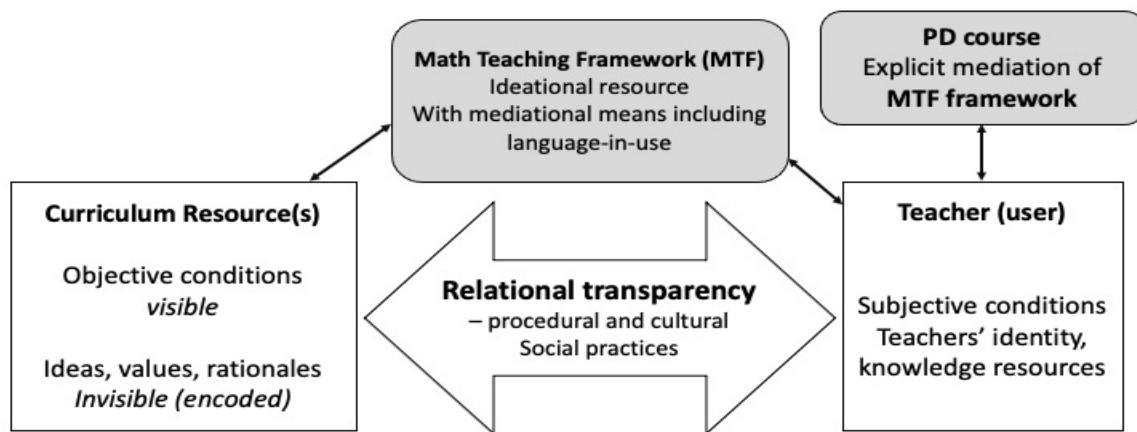 Math Teaching Framework (MTF)
Ideational resource
With mediational means including
language-in-use
PD course
Explicit mediation of
MTF framework
Curriculum Resource(s)
Objective conditions
visible
Ideas, values, rationales
Invisible (encoded)
Relational transparency
– procedural and cultural
Social practices
Teacher (user)
Subjective conditions
Teachers’ identity,
knowledge resources